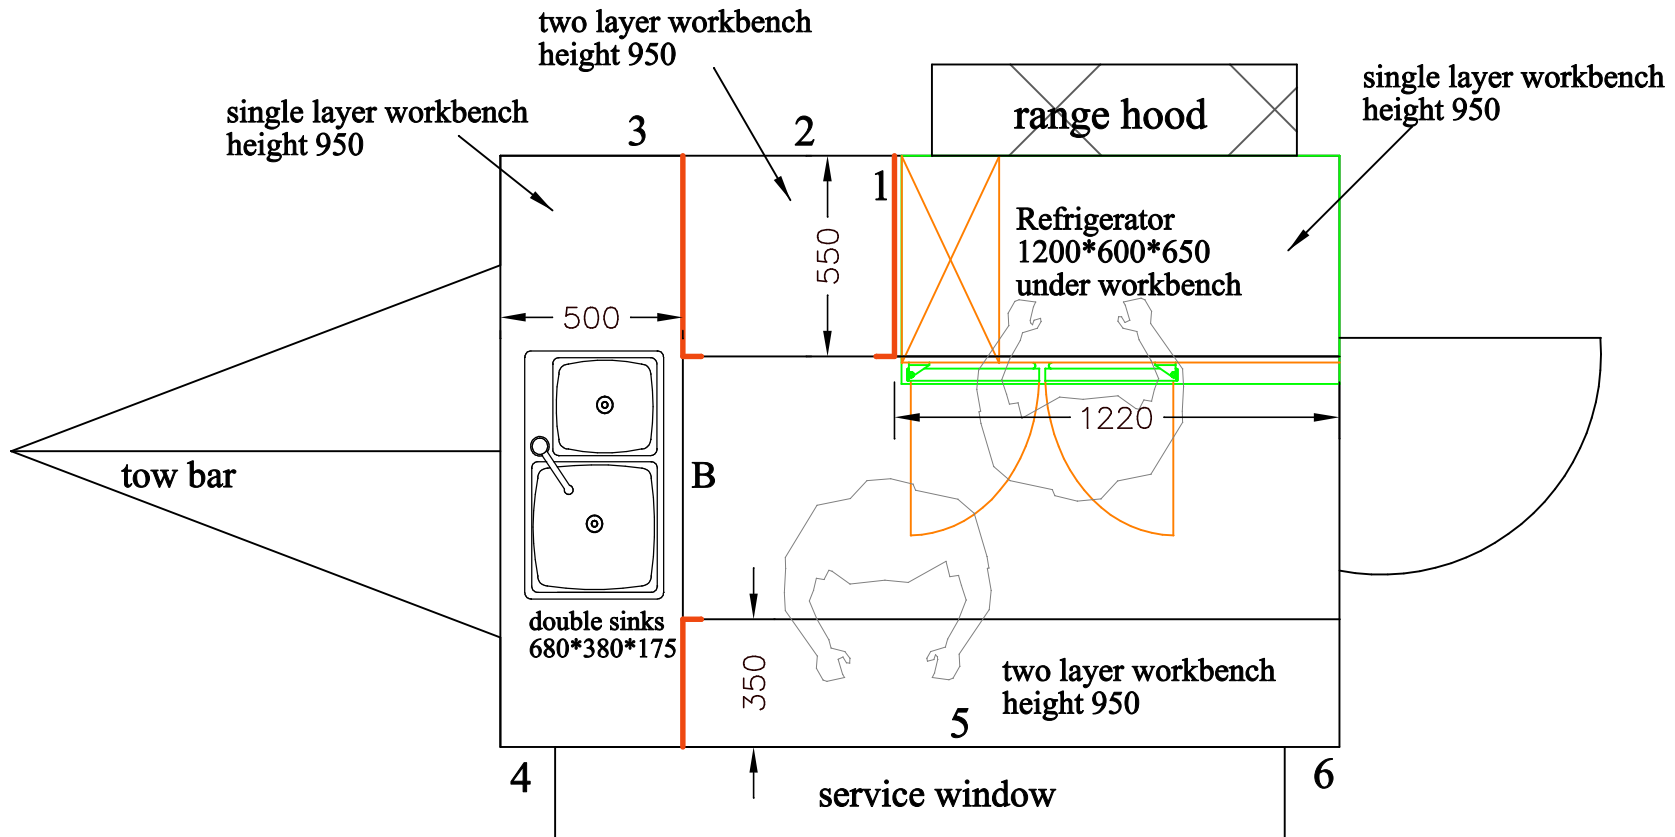 two layer workbench
height 950
single layer workbench
height 950
single layer workbench
height 950
range hood
3
2
1
550
Refrigerator
1200*600*650
under workbench
500
1220
tow bar
B
double sinks
680*380*175
350
two layer workbench
height 950
5
4
6
service window